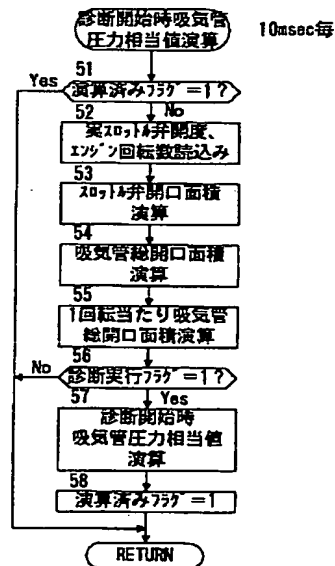 診断開始時吸気管
圧力相当値演算
10msec毎
51
Yes
演算済みフラグ=1?
52
No
実スロットル弁開度、
エンジン回転数読込み
53
スロットル弁開口面積
演算
54
吸気管総開口面積
演算
55
1回転当たり吸気管
総開口面積演算
56
No
診断実行フラグ=1?
57
Yes
診断開始時
吸気管圧力相当値
演算
58
演算済みフラグ=1
RETURN